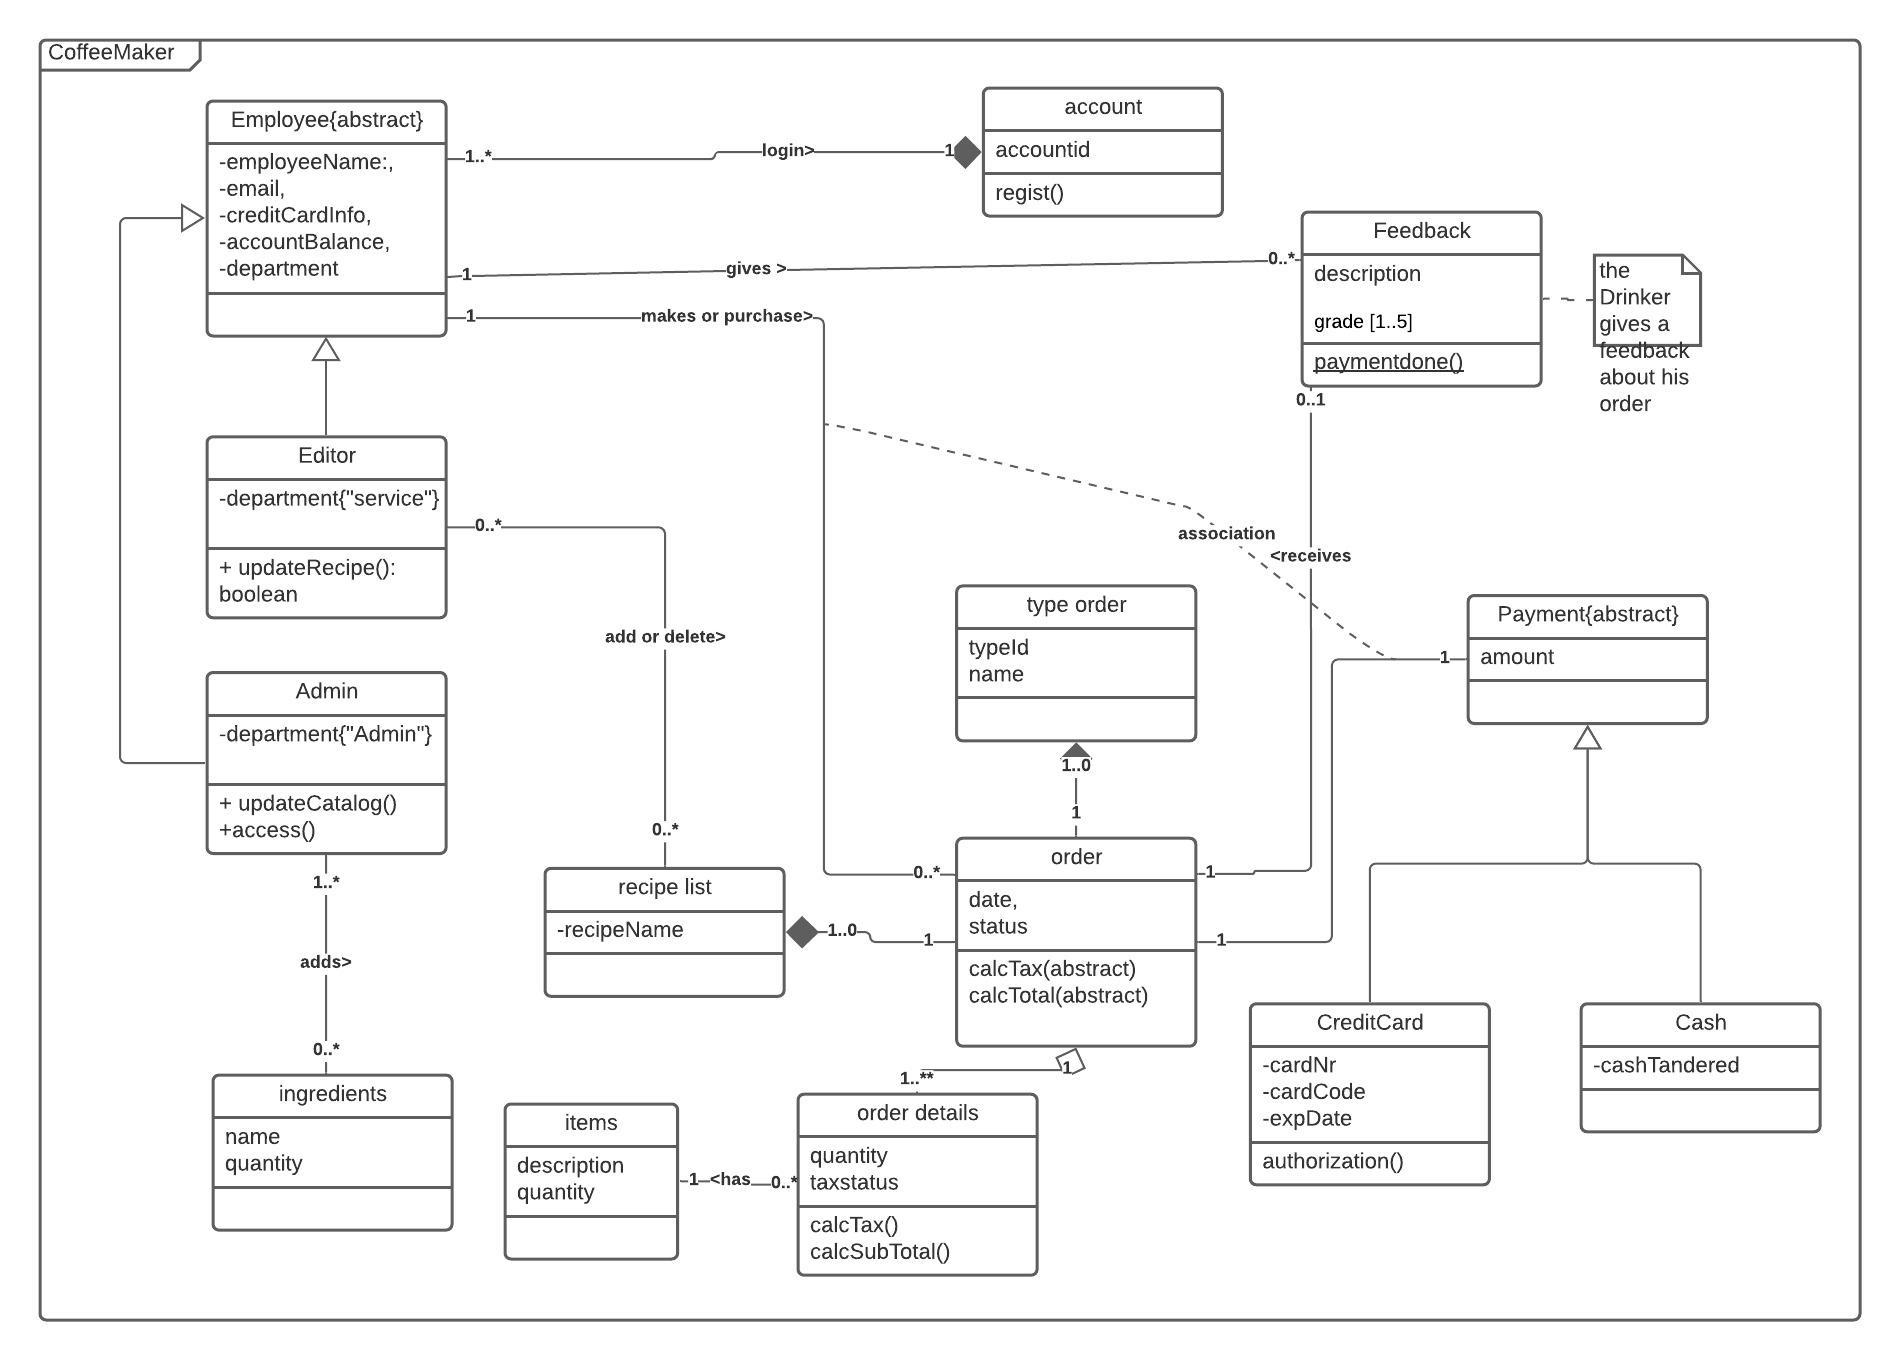 CoffeeMaker
Employee{abstract}
-employeeName:,
-email,
-creditCardInfo,
-accountBalance,
-department
1..*
login>
1
account
accountid
regist()
1
gives >
0..*
Feedback
description
grade [1..5]
paymentdone()
the
Drinker
gives a
feedback
about his
order
1
makes or purchase>
0..1
Editor
-department{"service"}
+ updateRecipe():
boolean
0..*
add or delete>
0..*
association
<receives
type order
typeId
name
1..0
1
Payment{abstract}
amount
1
Admin
-department{"Admin"}
+ updateCatalog()
+access()
1..*
adds>
0..*
recipe list
-recipeName
1..0
1
0..*
order
date,
status
calcTax(abstract)
calcTotal(abstract)
1
1
1
1..**
ingredients
name
quantity
items
description
quantity
1
<has
0..*
order details
quantity
taxstatus
calcTax()
calcSubTotal()
CreditCard
-cardNr
-cardCode
-expDate
authorization()
Cash
-cashTandered